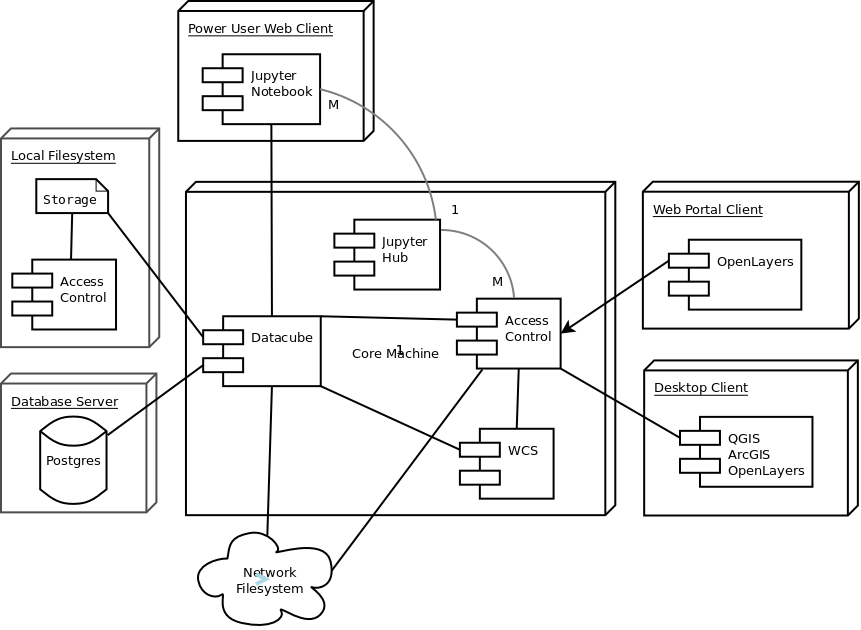 Power User Web Client
Jupyter
Notebook
M
Local Filesystem
Storage
Access
Control
1
Jupyter
Hub
M
Web Portal Client
OpenLayers
Datacube
Access
Control
Core Machine
1
Database Server
Postgres
WCS
Desktop Client
QGIS
ArcGIS
OpenLayers
Network
Filesystem